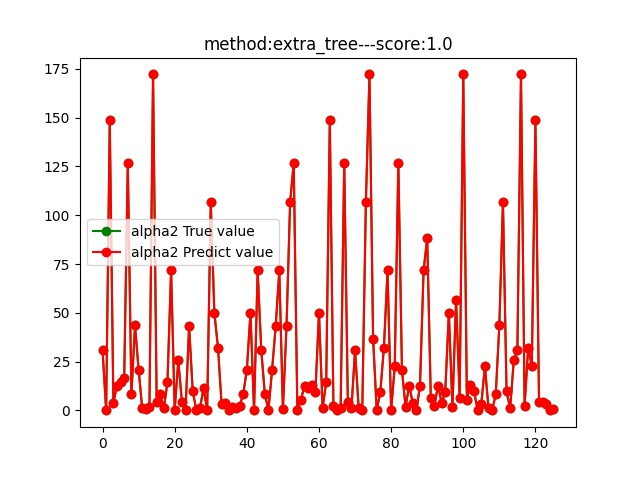 method:extra_tree---score:1.0
175
150
125
100
75
50
25
0
alpha2 True value
alpha2 Predict value
0 20 40 60 80 100 120